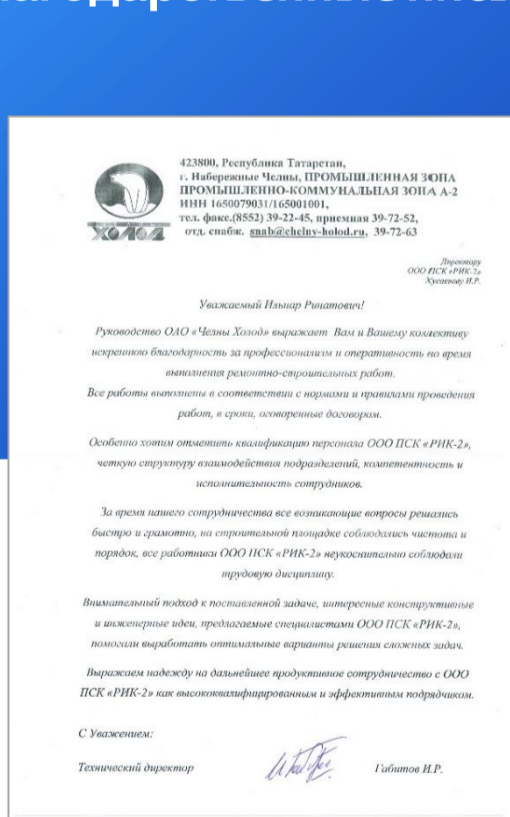 423800, Республика Татарстан,
г. Набережные Челны, ПРОМЫШЛЕННАЯ ЗОНА
ПРОМЫШЛЕННО-КОММУНАЛЬНАЯ ЗОНА А-2
ИНН 1650079031/165001001,
тел. факс.(8552) 39-22-45, приемная 39-72-52,
отд. снабж. snab@chelny-holod.ru, 39-72-63
ХОЛОД
Директору
ООО ПСК «РИК-2»
Хусаенову И.Р.
Уважаемый Ильнар Ринатович!
Руководство ОАО «Челны Холод» выражает Вам и Вашему коллективу
искреннюю благодарность за профессионализм и оперативность во время
выполнения ремонтно-строительных работ.
Все работы выполнены в соответствии с нормами и правилами проведения
работ, в сроки, оговоренные договором.
Особенно хотим отметить квалификацию персонала ООО ПСК «РИК-2»,
четкую структуру взаимодействия подразделений, компетентность и
исполнительность сотрудников.
За время нашего сотрудничества все возникающие вопросы решались
быстро и грамотно, на строительной площадке соблюдались чистота и
порядок, все работники ООО ПСК «РИК-2» неукоснительно соблюдали
трудовую дисциплину.
Внимательный подход к поставленной задаче, интересные конструктивные
и инженерные идеи, предлагаемые специалистами ООО ПСК «РИК-2»,
помогали выработать оптимальные варианты решения сложных задач.
Выражаем надежду на дальнейшее продуктивное сотрудничество с ООО
ПСК «РИК-2» как высококвалифицированным и эффективным подрядчиком.
С Уважением:
Технический директор
Габитов И.Р.